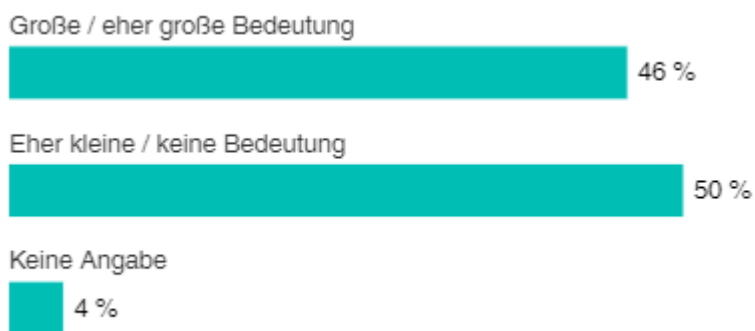 Große / eher große Bedeutung
46 %
Eher kleine / keine Bedeutung
50 %
Keine Angabe
4 %